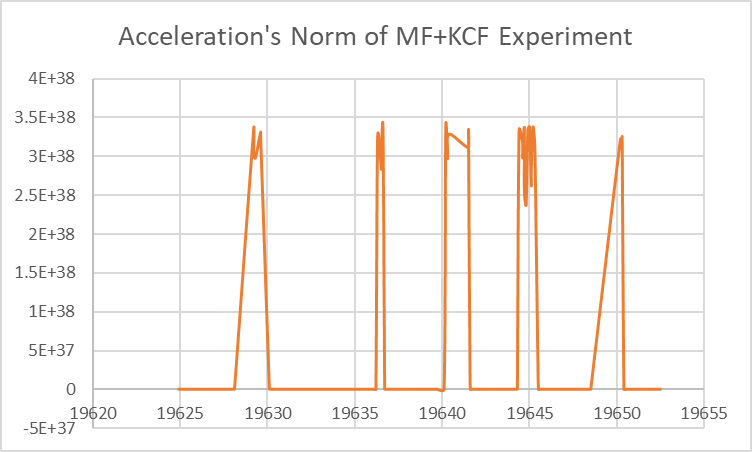 Acceleration's Norm of MF+KCF Experiment
4E+38
3.5E+38
3E+38
2.5E+38
2E+38
1.5E+38
1E+38
5E+37
0
19620 19625 19630 19635 19640 19645 19650 19655
-5E+37